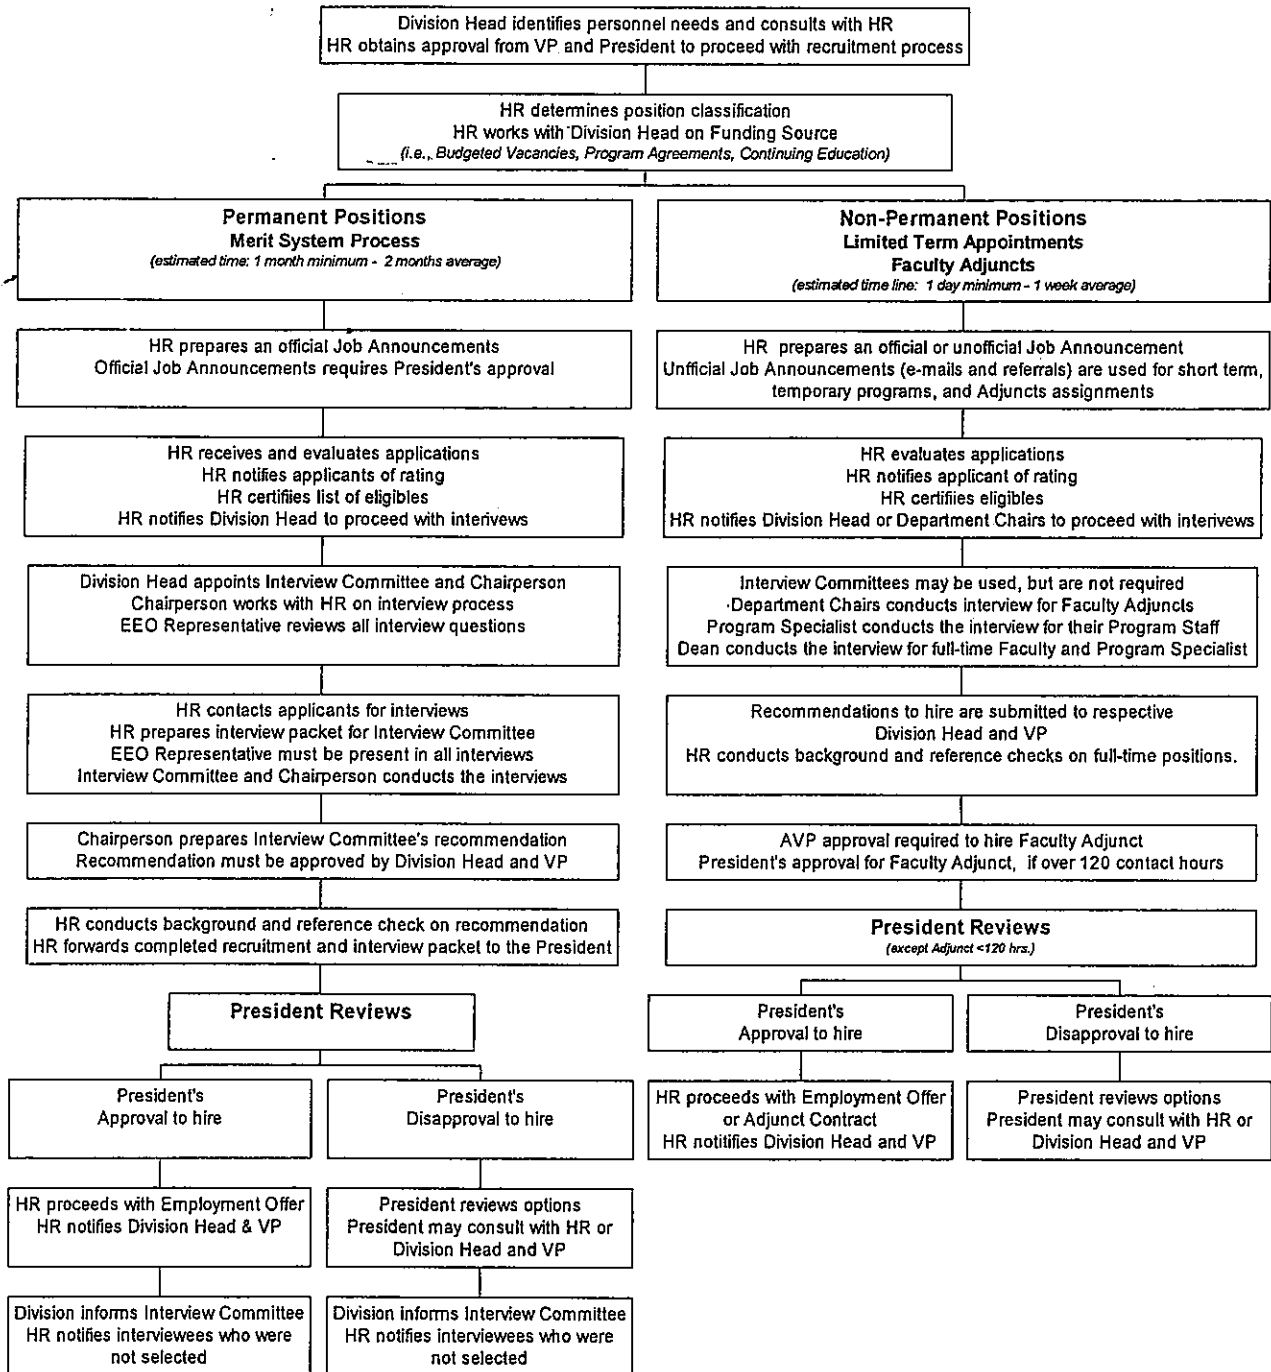 Division Head identifies personnel needs and consults with HR
HR obtains approval from VP and President to proceed with recruitment process
HR determines position classification
HR works with Division Head on Funding Source
(i.e., Budgeted Vacancies, Program Agreements, Continuing Education)
Permanent Positions
Merit System Process
(estimated time: 1 month minimum - 2 months average)
HR prepares an official Job Announcements
Official Job Announcements requires President's approval
HR receives and evaluates applications
HR notifies applicants of rating
HR certifiies list of eligibles
HR notifies Division Head to proceed with interivews
Division Head appoints Interview Committee and Chairperson
Chairperson works with HR on interview process
EEO Representative reviews all interview questions
HR contacts applicants for interviews
HR prepares interview packet for Interview Committee
EEO Representative must be present in all interviews
Interview Committee and Chairperson conducts the interviews
Chairperson prepares Interview Committee's recommendation
Recommendation must be approved by Division Head and VP
HR conducts background and reference check on recommendation
HR forwards completed recruitment and interview packet to the President
President Reviews
President's
Approval to hire
HR proceeds with Employment Offer
HR notifies Division Head & VP
Division informs Interview Committee
HR notifies interviewees who were
not selected
President's
Disapproval to hire
President reviews options
President may consult with HR or
Division Head and VP
Division informs Interview Committee
HR notifies interviewees who were
not selected
Non-Permanent Positions
Limited Term Appointments
Faculty Adjuncts
(estimated time line: 1 day minimum - 1 week average)
HR prepares an official or unofficial Job Announcement
Unfficial Job Announcements (e-mails and referrals) are used for short term,
temporary programs, and Adjuncts assignments
HR evaluates applications
HR notifies applicant of rating
HR certifiies eligibles
HR notifies Division Head or Department Chairs to proceed with interivews
Interview Committees may be used, but are not required
Department Chairs conducts interview for Faculty Adjuncts
Program Specialist conducts the interview for their Program Staff
Dean conducts the interview for full-time Faculty and Program Specialist
Recommendations to hire are submitted to respective
Division Head and VP
HR conducts background and reference checks on full-time positions.
AVP approval required to hire Faculty Adjunct
President's approval for Faculty Adjunct, if over 120 contact hours
President Reviews
(except Adjunct <120 hrs.)
President's
Approval to hire
HR proceeds with Employment Offer
or Adjunct Contract
HR notitifies Division Head and VP
President's
Disapproval to hire
President reviews options
President may consult with HR or
Division Head and VP